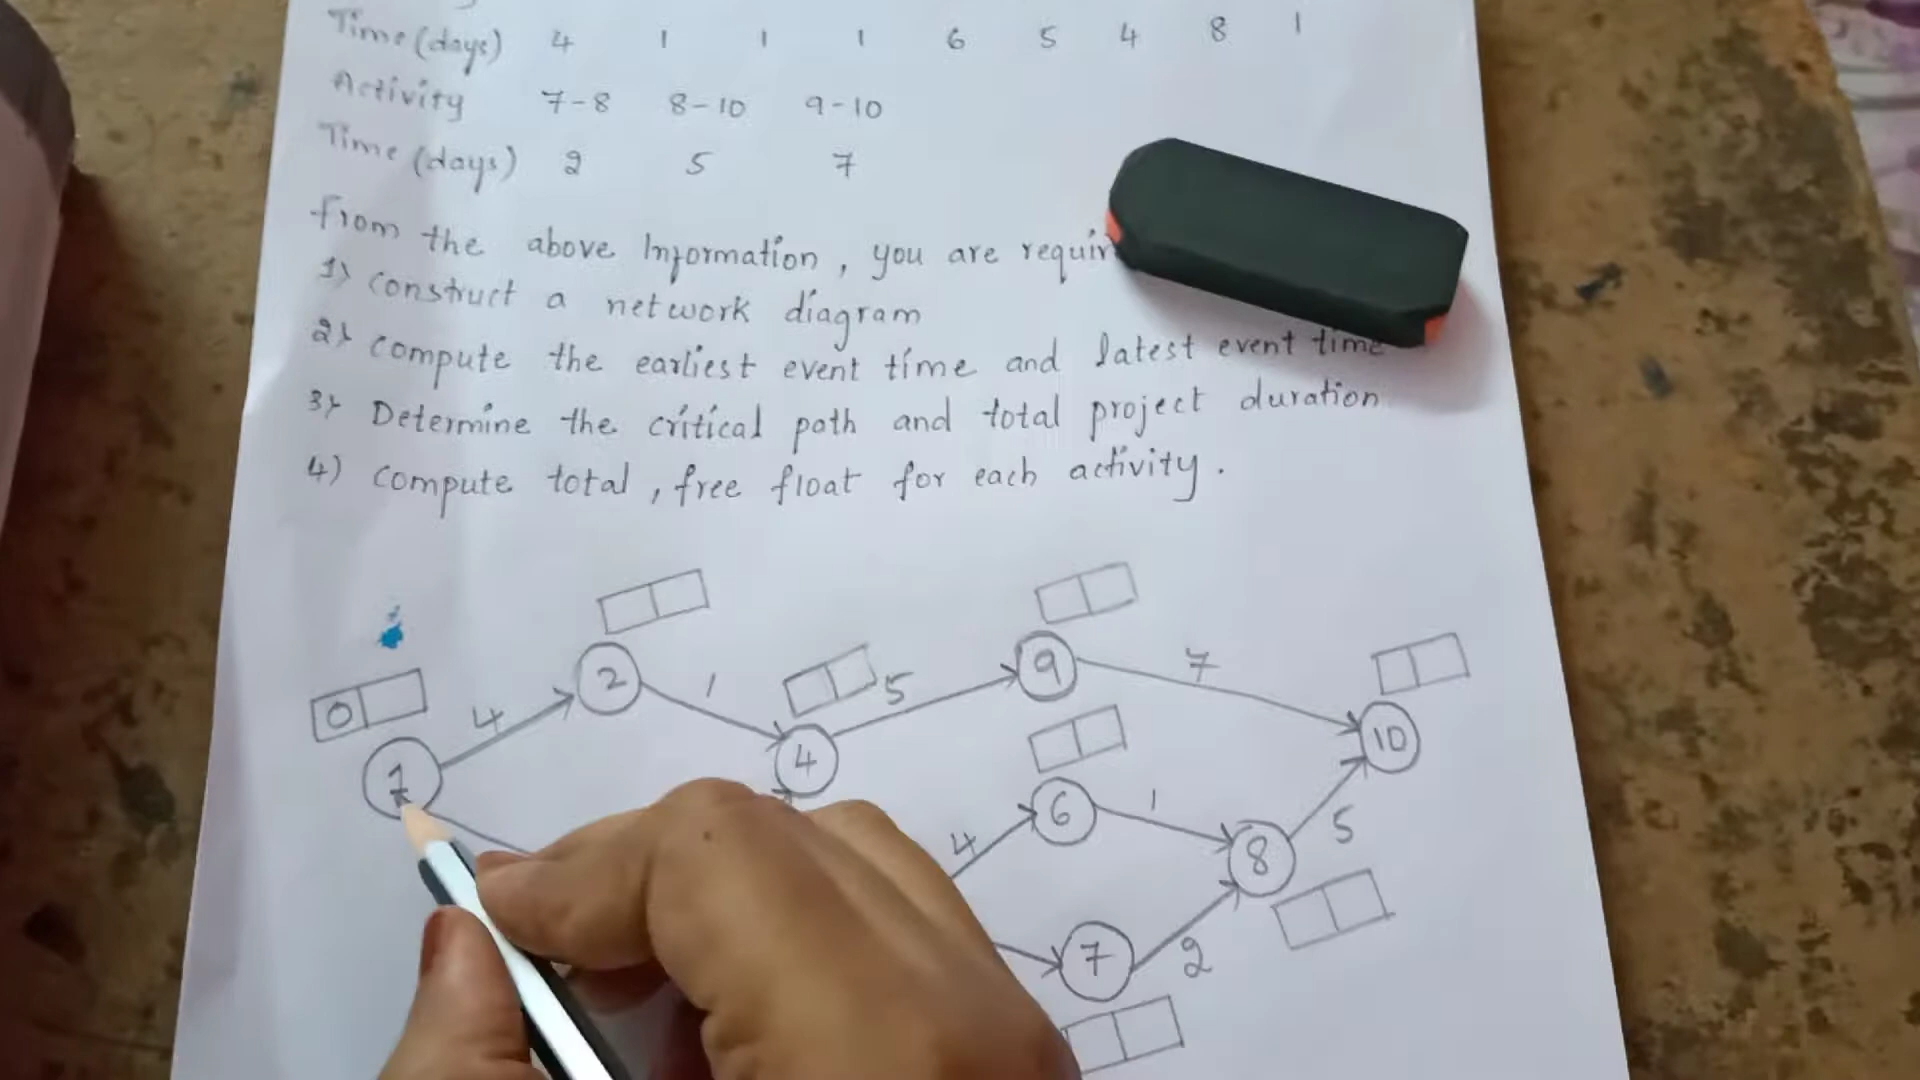 Time (days) 4 1 1 1 6 5 4 8 1
Activity 7-8 8-10 9-10
Time (days) 2 5 7
from the above Information, you are requir
1) construct a network diagram
2) compute the earliest event time and latest event time
3) Determine the critical path and total project duration
4) compute total, free float for each activity.
0
4
1
2
1
4
5
9
7
10
4
6
1
8
5
7
2